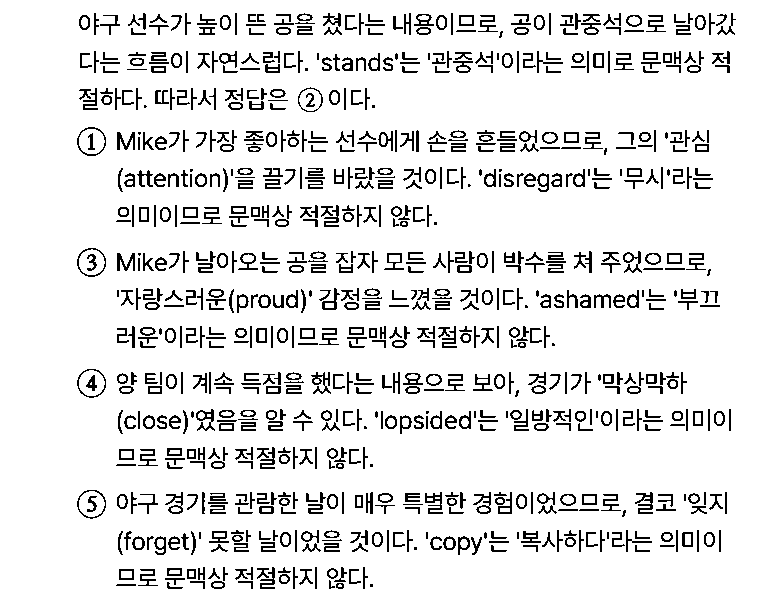 야구 선수가 높이 뜬 공을 쳤다는 내용이므로, 공이 관중석으로 날아갔
다는 흐름이 자연스럽다. 'stands'는 '관중석'이라는 의미로 문맥상 적
절하다. 따라서 정답은 ②이다.
① Mike가 가장 좋아하는 선수에게 손을 흔들었으므로, 그의 '관심
(attention)'을 끌기를 바랐을 것이다. 'disregard'는 '무시'라는
의미이므로 문맥상 적절하지 않다.
③ Mike가 날아오는 공을 잡자 모든 사람이 박수를 쳐 주었으므로,
'자랑스러운(proud)' 감정을 느꼈을 것이다. 'ashamed'는 '부끄
러운'이라는 의미이므로 문맥상 적절하지 않다.
④ 양 팀이 계속 득점을 했다는 내용으로 보아, 경기가 '막상막하
(close)'였음을 알 수 있다. 'lopsided'는 '일방적인'이라는 의미이
므로 문맥상 적절하지 않다.
⑤ 야구 경기를 관람한 날이 매우 특별한 경험이었으므로, 결코 '잊지
(forget)' 못할 날이었을 것이다. 'copy'는 '복사하다'라는 의미이
므로 문맥상 적절하지 않다.